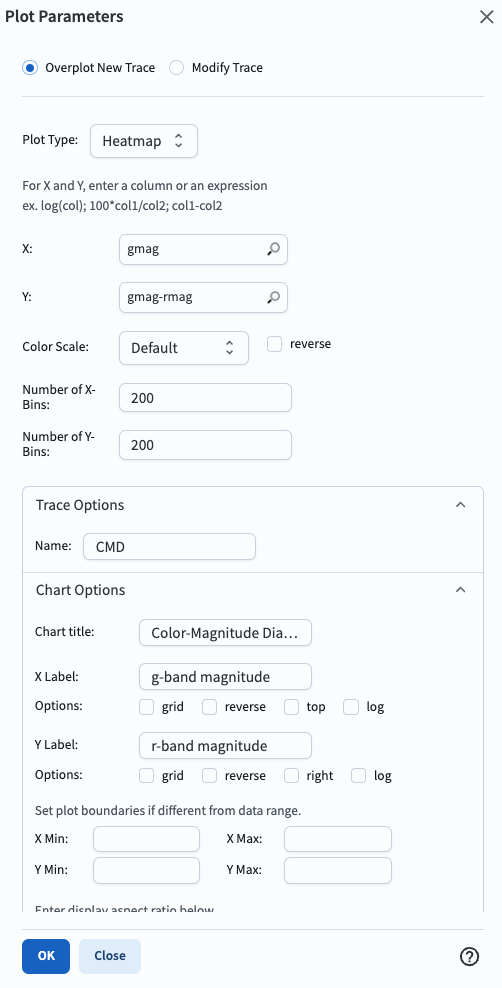 Plot Parameters
Overplot New Trace Modify Trace
Plot Type: Heatmap
For X and Y, enter a column or an expression
ex. log(col); 100*col1/col2; col1-col2
X: gmag
Y: gmag-rmag
Color Scale: Default reverse
Number of X-
Bins: 200
Number of Y-
Bins: 200
Trace Options
Name: CMD
Chart Options
Chart title: Color-Magnitude Dia...
X Label: g-band magnitude
Options: grid reverse top log
Y Label: r-band magnitude
Options: grid reverse right log
Set plot boundaries if different from data range.
X Min: X Max:
Y Min: Y Max:
Enter display aspect ratio below
OK Close